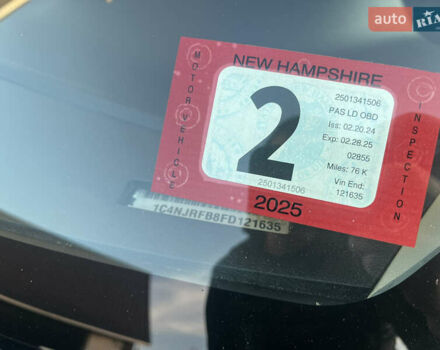 auto RIA
NEW HAMPSHIRE
MOTOR VEHICLE
INSPECTION
2
2501341506
PAS LD OBD
Iss: 02.20.24
Exp: 02.28.25
02855
Miles: 76 K
Vin End:
121635
2501341506
2025
1C4NJRFB8FD121635